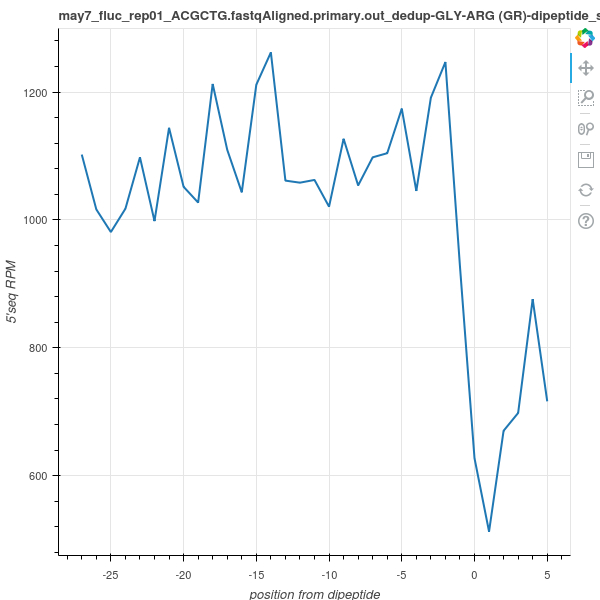 may7_fluc_rep01_ACGCTG.fastqAligned.primary.out_dedup-GLY-ARG (GR)-dipeptide_s
1200
1000
800
600
5'seq RPM
-25 -20 -15 -10 -5 0 5
position from dipeptide